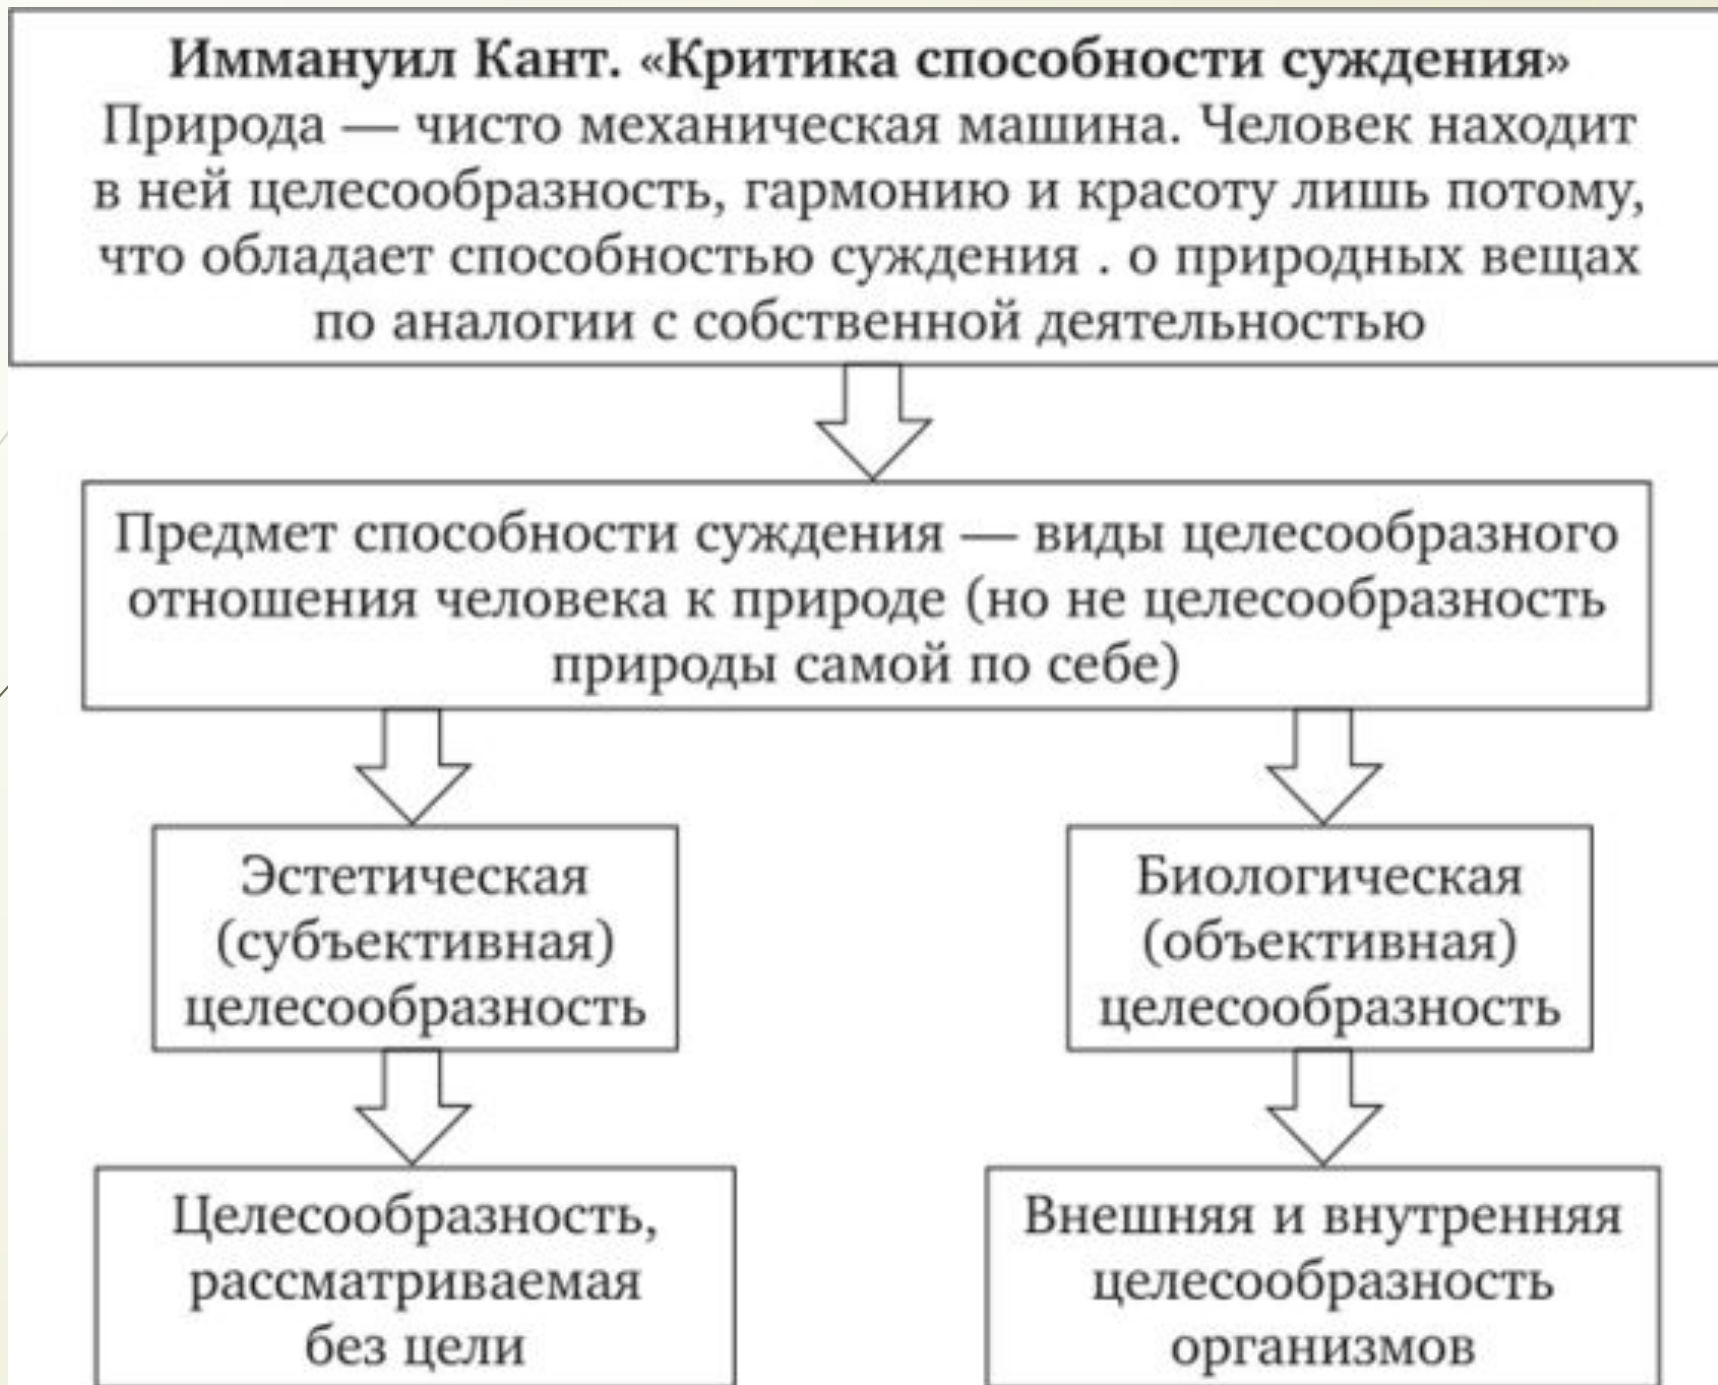 Иммануил Кант. «Критика способности суждения»
Природа — чисто механическая машина. Человек находит
в ней целесообразность, гармонию и красоту лишь потому,
что обладает способностью суждения . о природных вещах
по аналогии с собственной деятельностью
Предмет способности суждения — виды целесообразного
отношения человека к природе (но не целесообразность
природы самой по себе)
Эстетическая
(субъективная)
целесообразность
Биологическая
(объективная)
целесообразность
Целесообразность,
рассматриваемая
без цели
Внешняя и внутренняя
целесообразность
организмов